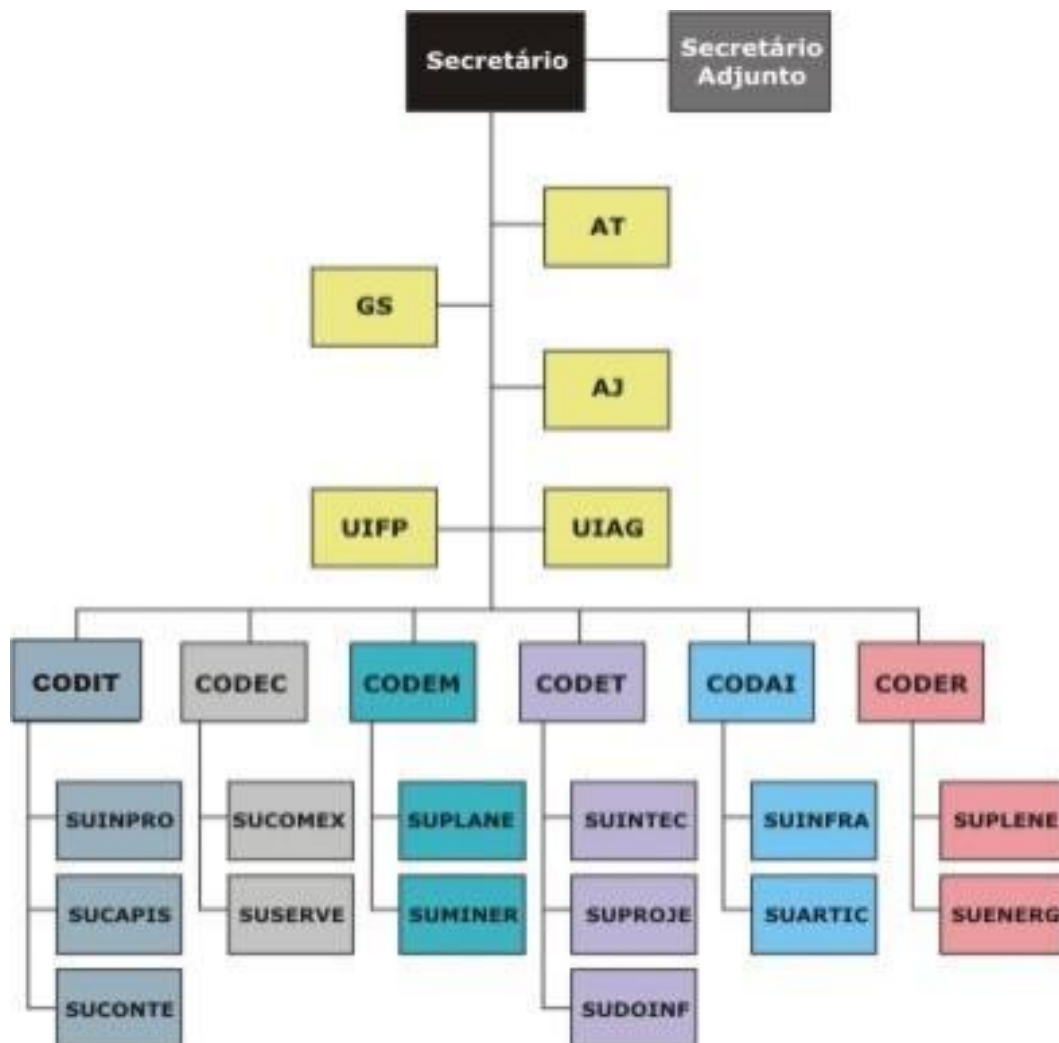 Secretário
Secretário
Adjunto
AT
GS
AJ
UIFP
UIAG
CODIT
CODEC
CODEM
CODET
CODAI
CODER
SUINPRO
SUCOMEX
SUPLANE
SUINTEC
SUINFRA
SUPLENE
SUCAPIS
SUSERVE
SUMINER
SUPROJE
SUARTIC
SUENERG
SUCONTE
SUDOINF